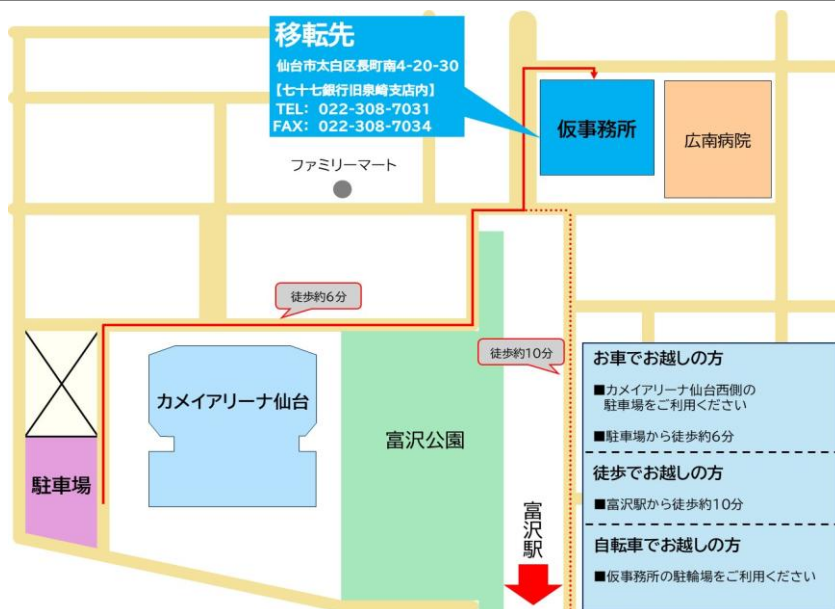 移転先
仙台市太白区長町南4-20-30
【七十七銀行旧泉崎支店内】
TEL: 022-308-7031
FAX: 022-308-7034
仮事務所
広南病院
ファミリーマート
徒歩約6分
徒歩約10分
カメイアリーナ仙台
富沢公園
駐車場
富沢駅
お車でお越しの方
■カメイアリーナ仙台西側の
駐車場をご利用ください
■駐車場から徒歩約6分
徒歩でお越しの方
■富沢駅から徒歩約10分
自転車でお越しの方
■仮事務所の駐輪場をご利用ください